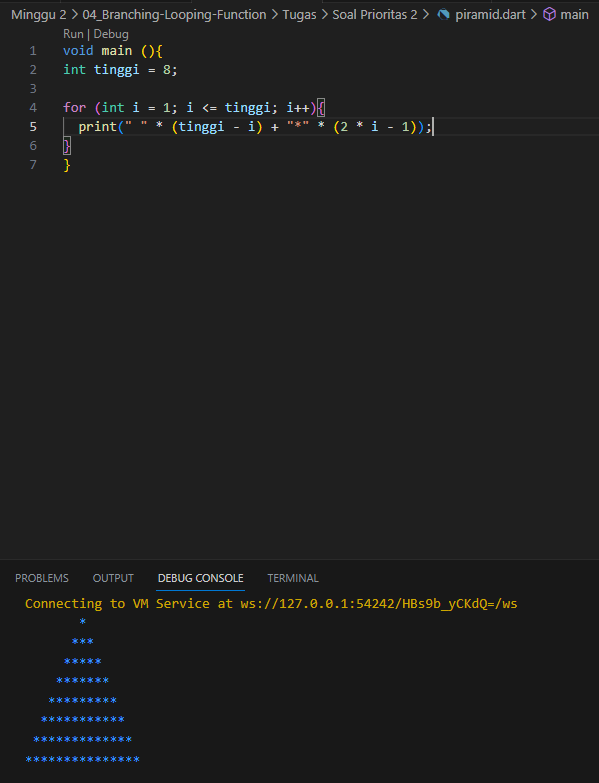 Minggu 2 > 04_Branching-Looping-Function > Tugas > Soal Prioritas 2 > piramid.dart > main
Run | Debug
1 void main (){
2 int tinggi = 8;
3
4 for (int i = 1; i <= tinggi; i++){
5   print(" " * (tinggi - i) + "*" * (2 * i - 1));
6 }
7 }
PROBLEMS OUTPUT DEBUG CONSOLE TERMINAL
Connecting to VM Service at ws://127.0.0.1:54242/HBs9b_yCKdQ=/ws
       *
      ***
     *****
    *******
   *********
  ***********
 *************
***************